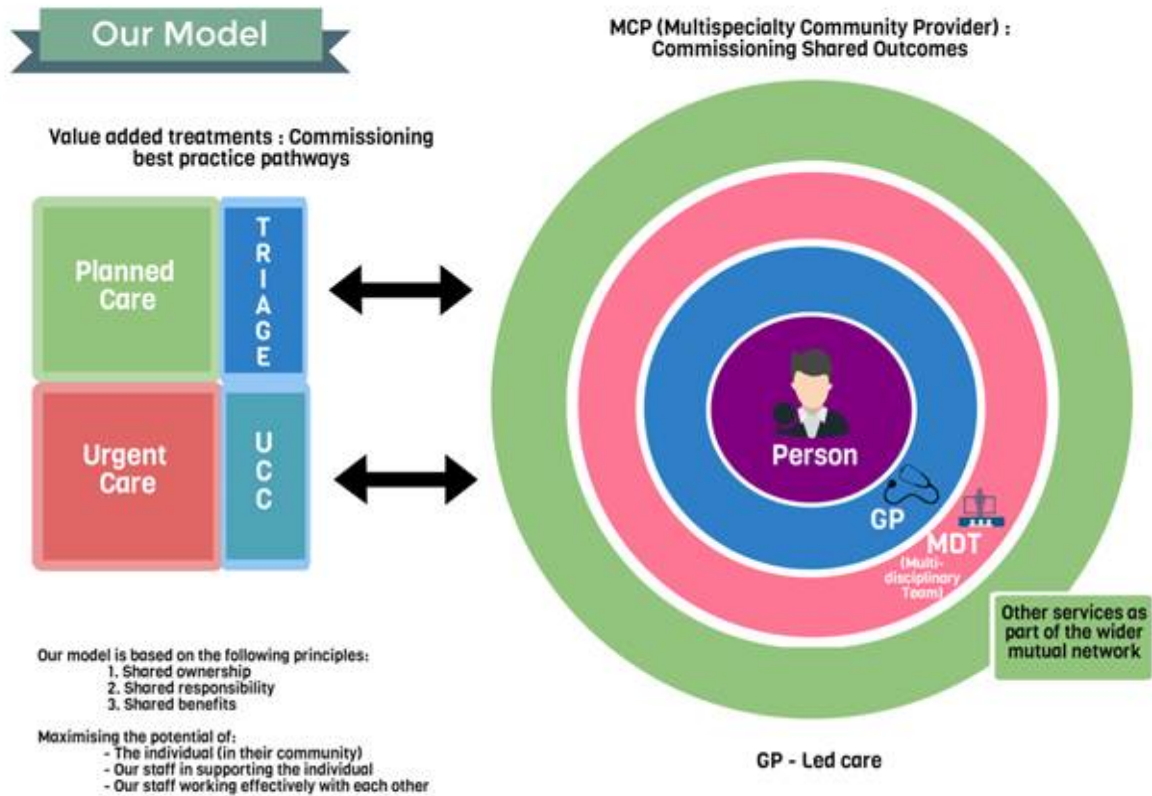 Our Model
MCP (Multispecialty Community Provider) :
Commissioning Shared Outcomes
Value added treatments : Commissioning
best practice pathways
Planned
Care
TRIAGE
Urgent
Care
UCC
Person
GP
MDT
(Multi-
disciplinary
Team)
Other services as
part of the wider
mutual network
Our model is based on the following principles:
1. Shared ownership
2. Shared responsibility
3. Shared benefits
Maximising the potential of:
- The individual (in their community)
- Our staff in supporting the individual
- Our staff working effectively with each other
GP - Led care